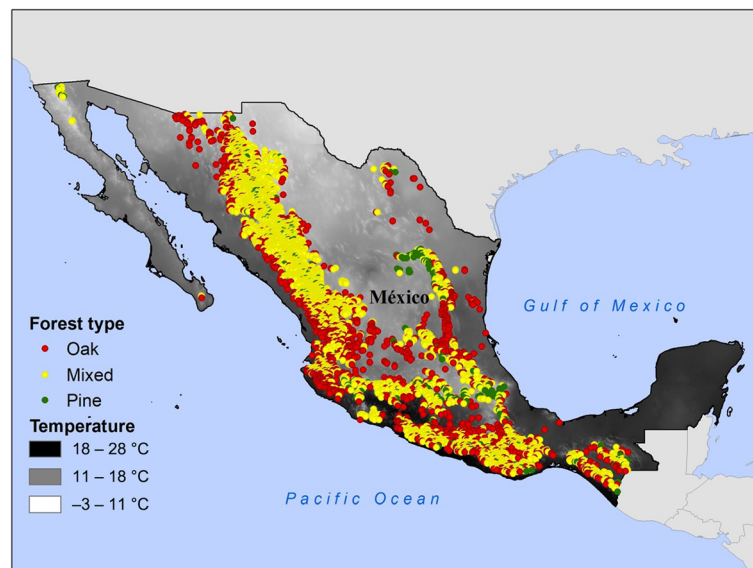 México
Gulf of Mexico
Forest type
Oak
Mixed
Pine
Temperature
18 – 28 °C
11 – 18 °C
–3 – 11 °C
Pacific Ocean